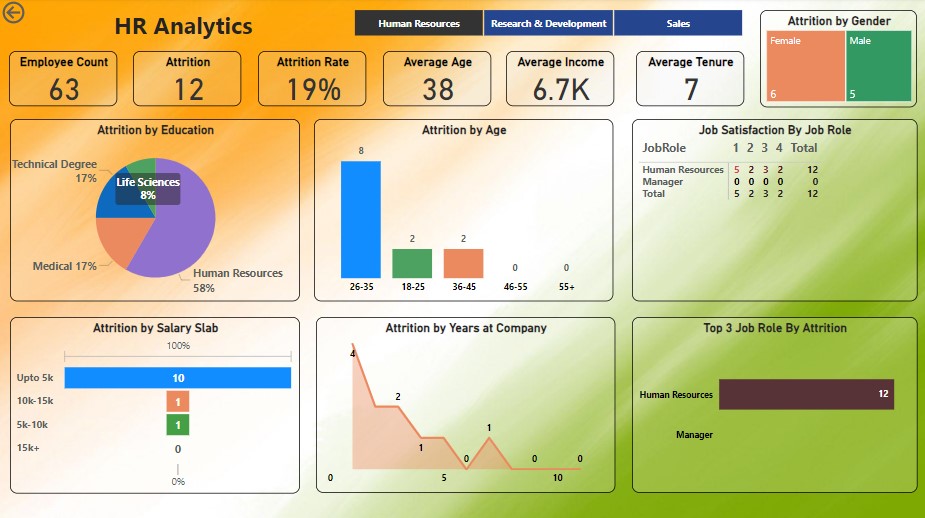 HR Analytics
Human Resources
Research & Development
Sales
Employee Count
63
Attrition
12
Attrition Rate
19%
Average Age
38
Average Income
6.7K
Average Tenure
7
Attrition by Gender
Female
6
Male
5
Attrition by Education
Technical Degree
17%
Life Sciences
8%
Medical 17%
Human Resources
58%
Attrition by Age
8
2
2
0
0
26-35 18-25 36-45 46-55 55+
Job Satisfaction By Job Role
JobRole 1 2 3 4 Total
Human Resources 5 2 3 2 12
Manager 0 0 0 0 0
Total 5 2 3 2 12
Attrition by Salary Slab
100%
Upto 5k 10
10k-15k 1
5k-10k 1
15k+ 0
0%
Attrition by Years at Company
4
2
1
0
1
0
0
0 5 10
Top 3 Job Role By Attrition
Human Resources 12
Manager